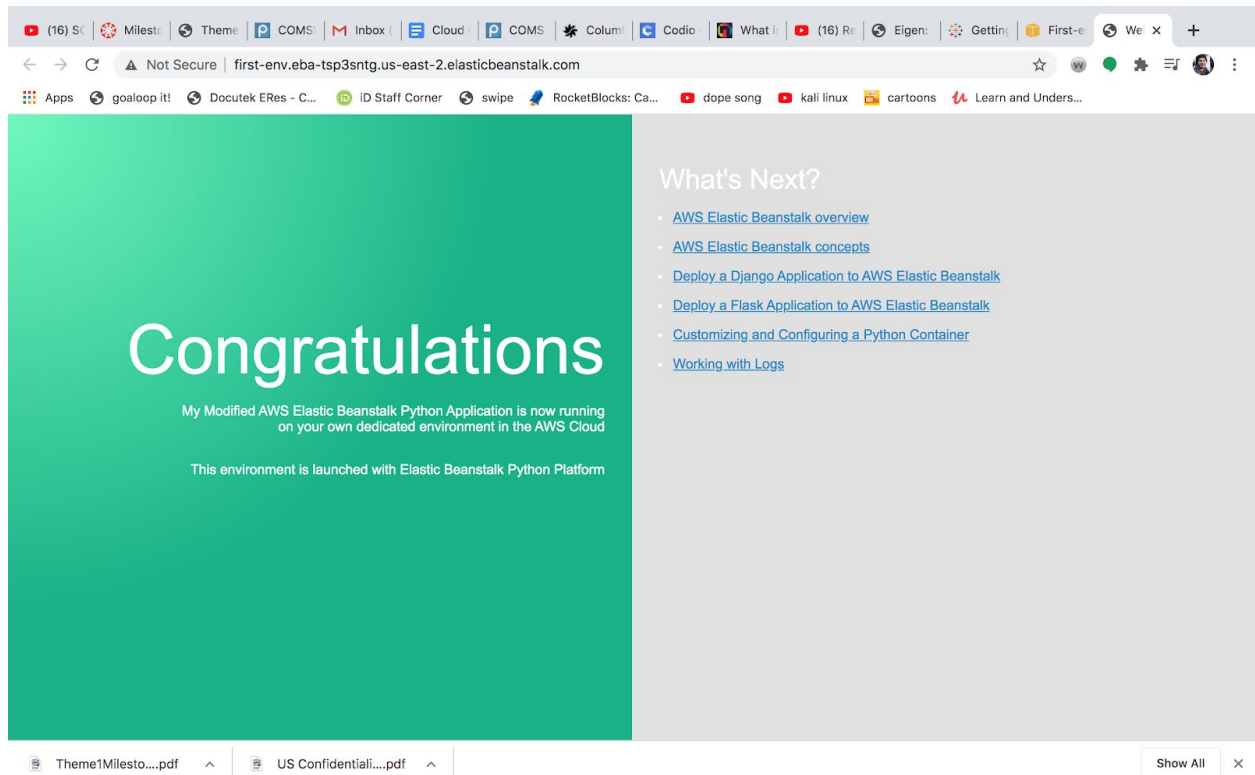 (16) SC
Milesto
Theme
COMS
Inbox (
Cloud
COMS
Colum
Codio
What is
(16) Re
Eigen:
Getting
First-e
Wel
Not Secure | first-env.eba-tsp3sntg.us-east-2.elasticbeanstalk.com
Apps goaloop it! Docutek ERes - C... iD Staff Corner swipe RocketBlocks: Ca... dope song kali linux cartoons Learn and Unders...
Congratulations
My Modified AWS Elastic Beanstalk Python Application is now running
on your own dedicated environment in the AWS Cloud
This environment is launched with Elastic Beanstalk Python Platform
What's Next?
AWS Elastic Beanstalk overview
AWS Elastic Beanstalk concepts
Deploy a Django Application to AWS Elastic Beanstalk
Deploy a Flask Application to AWS Elastic Beanstalk
Customizing and Configuring a Python Container
Working with Logs
Theme1Milesto....pdf
US Confidentiali....pdf
Show All